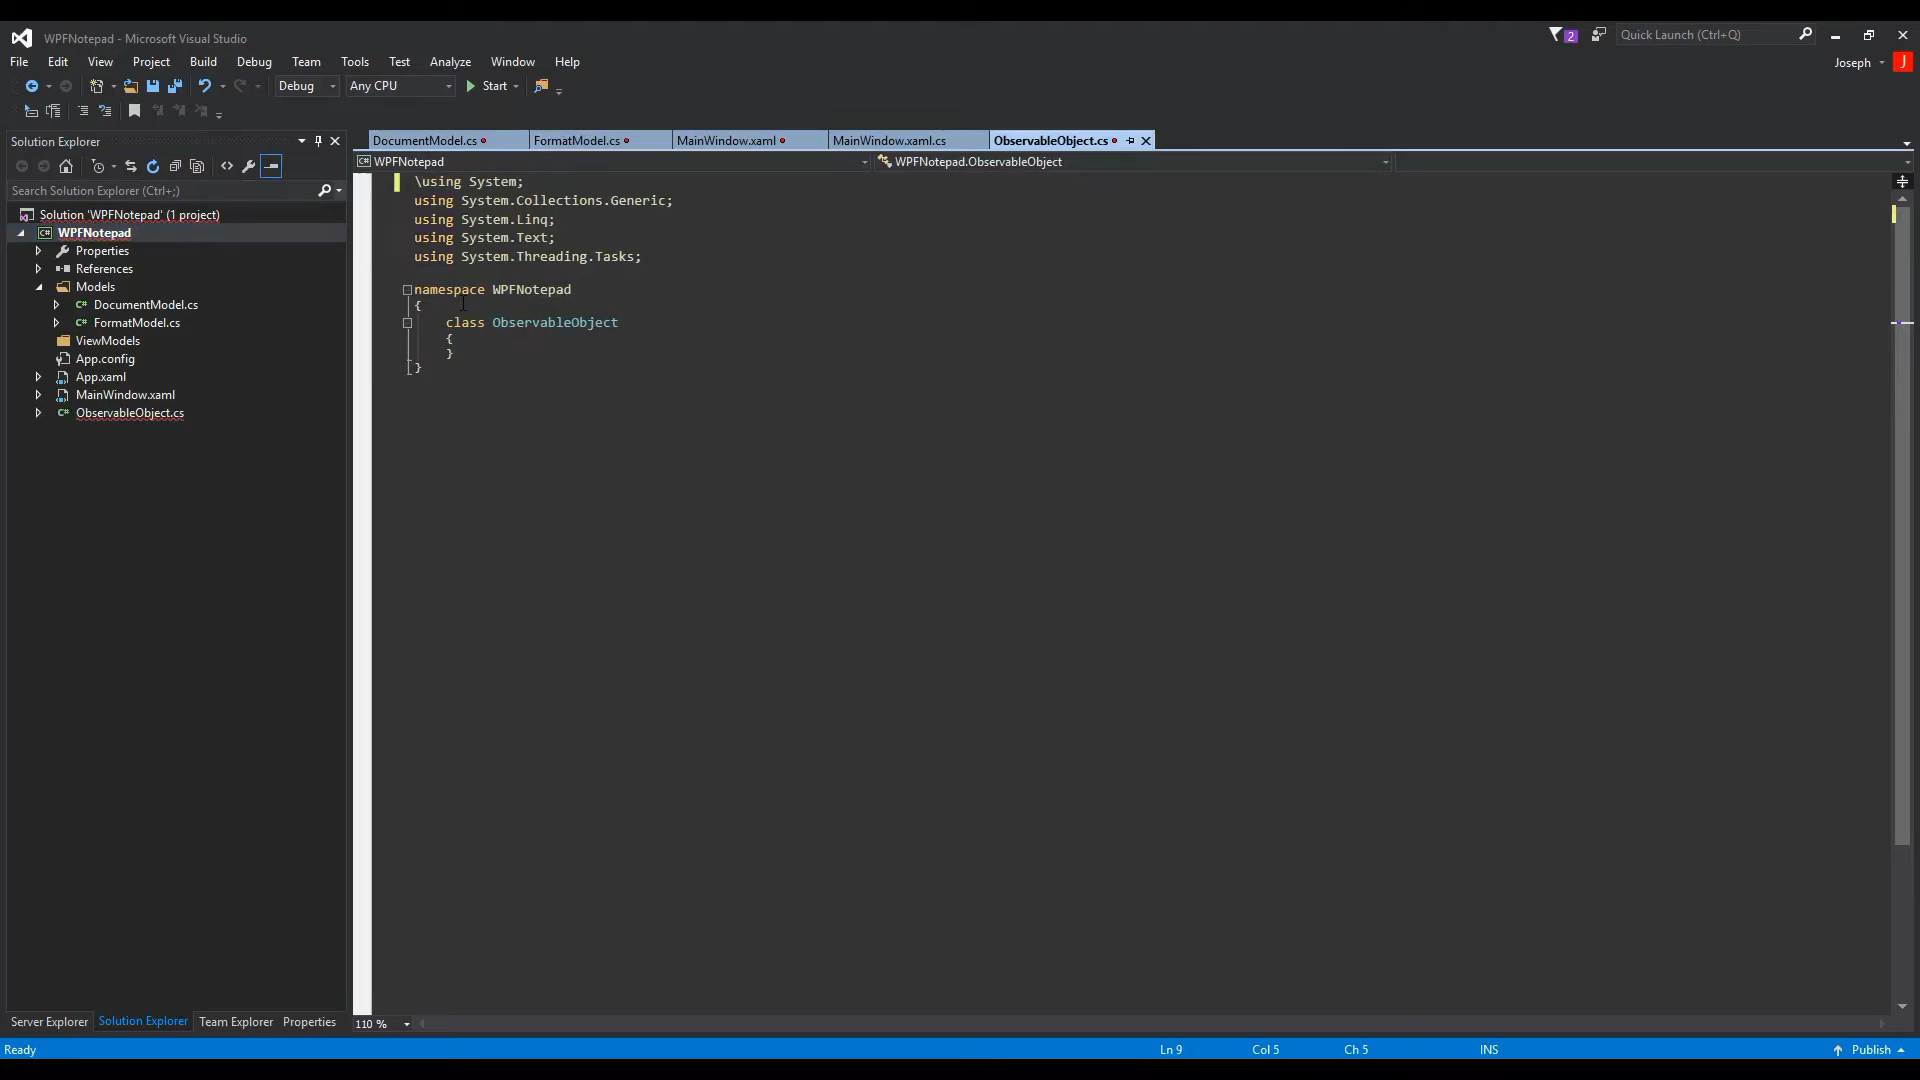 WPFNotepad - Microsoft Visual Studio
2
Quick Launch (Ctrl+Q)
File Edit View Project Build Debug Team Tools Test Analyze Window Help
Joseph J
Debug Any CPU Start
Solution Explorer
DocumentModel.cs FormatModel.cs MainWindow.xaml MainWindow.xaml.cs ObservableObject.cs
WPFNotepad WPFNotepad.ObservableObject
Search Solution Explorer (Ctrl+;)
Solution 'WPFNotepad' (1 project)
C# WPFNotepad
Properties
References
Models
C# DocumentModel.cs
C# FormatModel.cs
ViewModels
App.config
App.xaml
MainWindow.xaml
C# ObservableObject.cs
\using System;
using System.Collections.Generic;
using System.Linq;
using System.Text;
using System.Threading.Tasks;
namespace WPFNotepad
{
class ObservableObject
{
}
}
Server Explorer Solution Explorer Team Explorer Properties
110 %
Ready Ln 9 Col 5 Ch 5 INS Publish